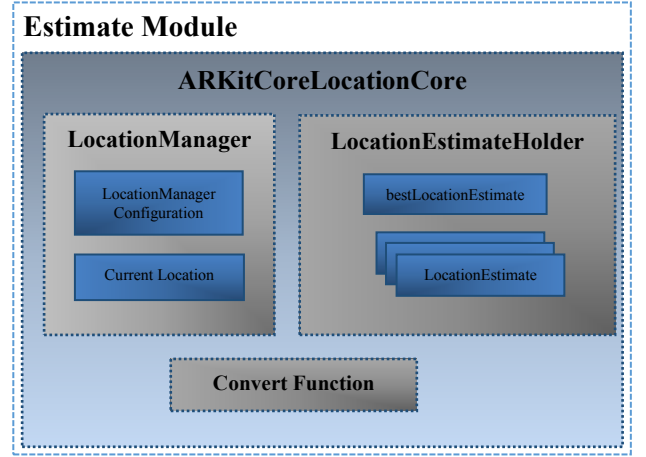 Estimate Module
ARKitCoreLocationCore
LocationManager
LocationManager
Configuration
Current Location
LocationEstimateHolder
bestLocationEstimate
LocationEstimate
Convert Function